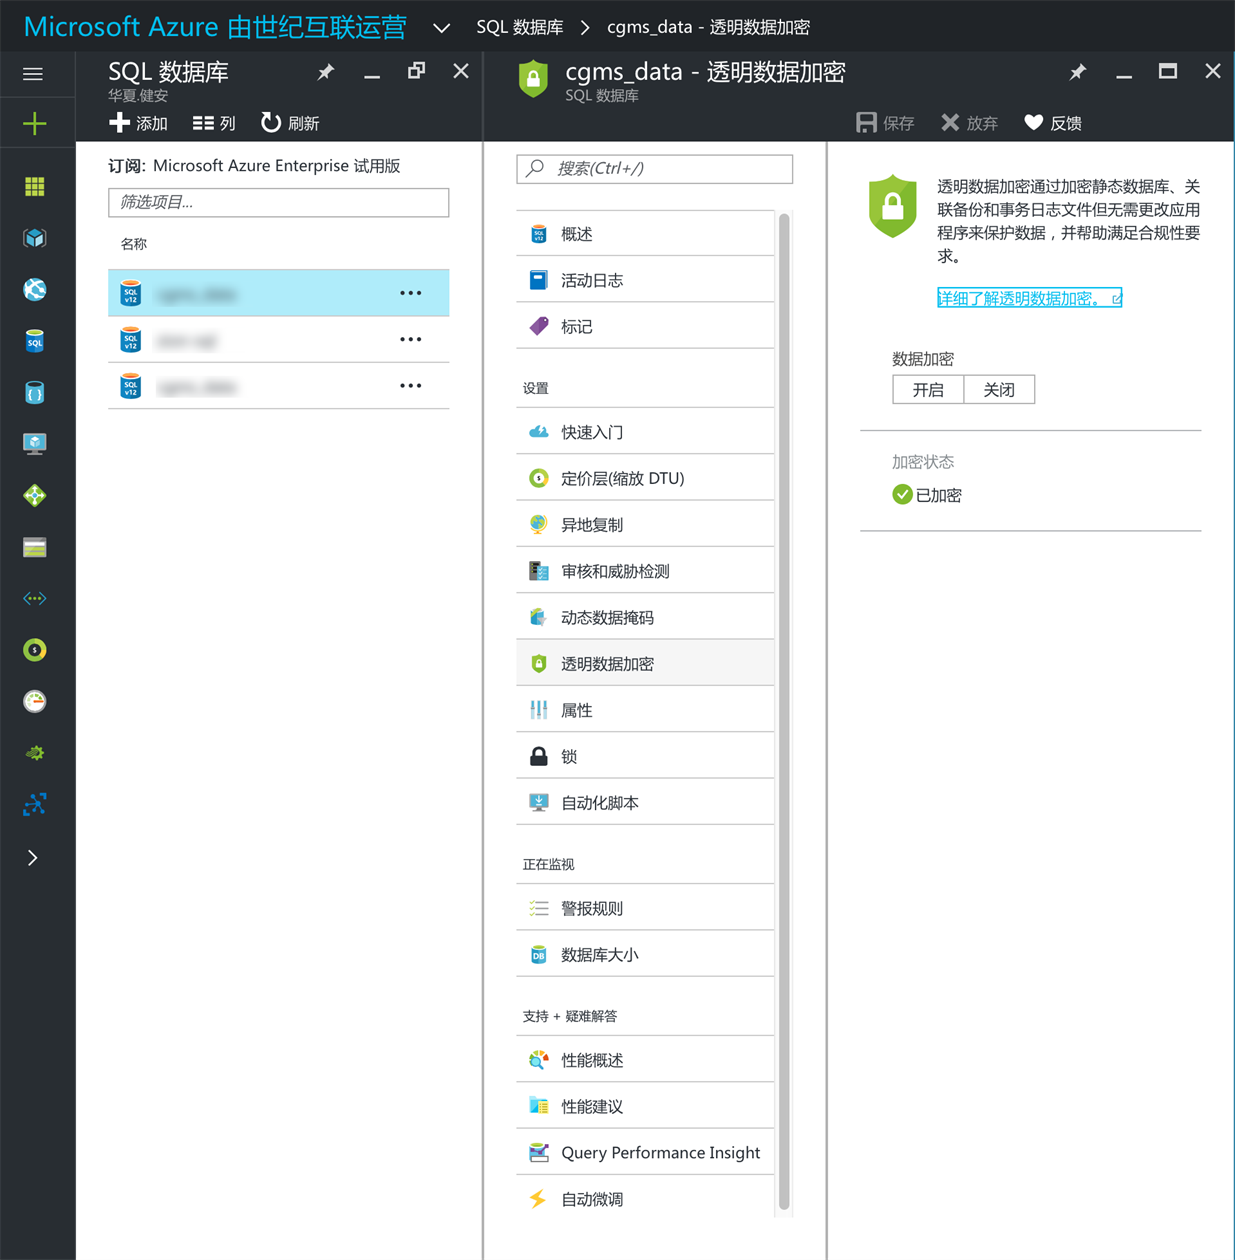 Microsoft Azure 由世纪互联运营
SQL 数据库
cgms_data - 透明数据加密
SQL 数据库
华夏.健安
添加
列
刷新
订阅: Microsoft Azure Enterprise 试用版
筛选项目...
名称
SQL v12
SQL v12
SQL v12
cgms_data - 透明数据加密
SQL 数据库
保存
放弃
反馈
搜索(Ctrl+/)
概述
活动日志
标记
设置
快速入门
定价层(缩放 DTU)
异地复制
审核和威胁检测
动态数据掩码
透明数据加密
属性
锁
自动化脚本
正在监视
警报规则
数据库大小
支持 + 疑难解答
性能概述
性能建议
Query Performance Insight
自动微调
透明数据加密通过加密静态数据库、关
联备份和事务日志文件但无需更改应用
程序来保护数据，并帮助满足合规性要
求。
详细了解透明数据加密。
数据加密
开启
关闭
加密状态
已加密